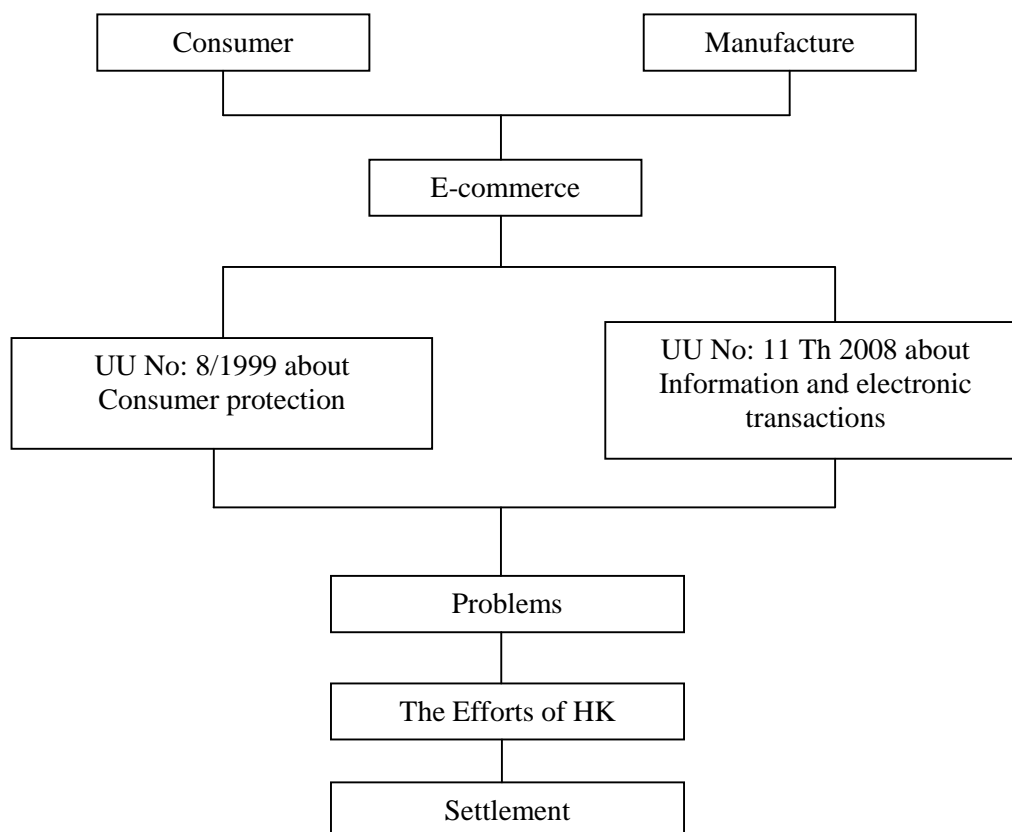 Consumer
Manufacture
E-commerce
UU No: 8/1999 about
Consumer protection
UU No: 11 Th 2008 about
Information and electronic
transactions
Problems
The Efforts of HK
Settlement